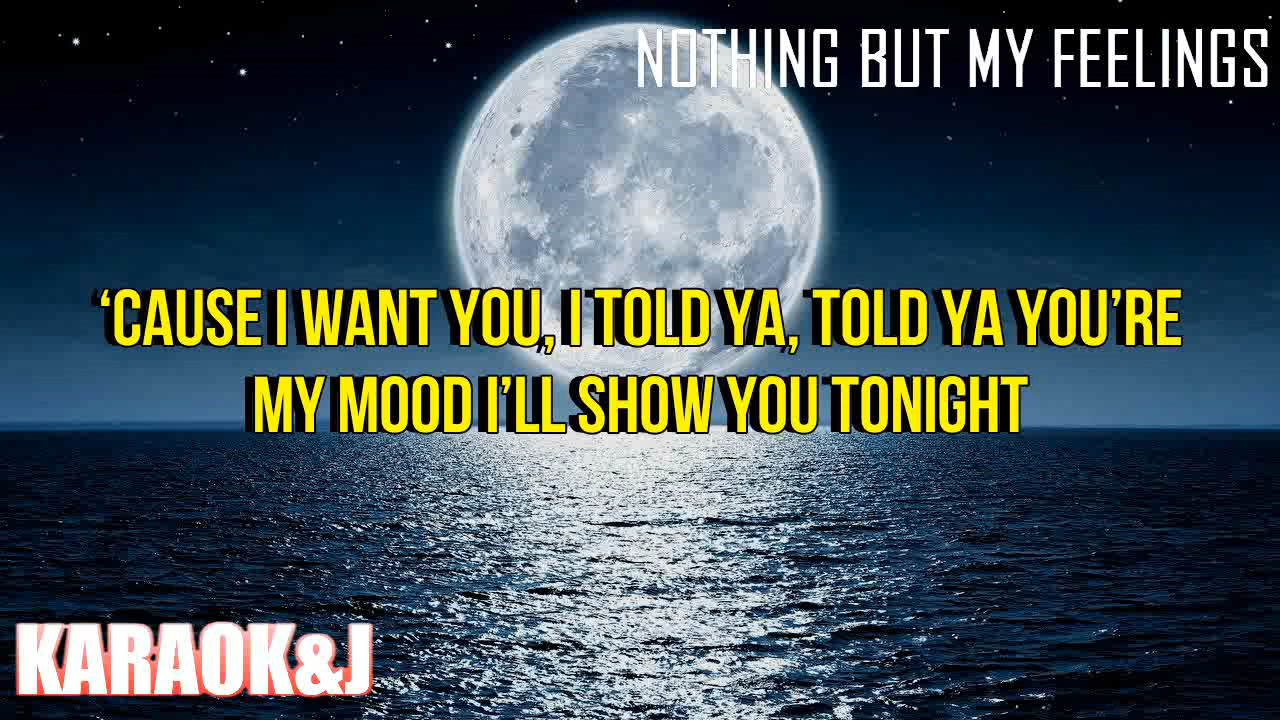 NOTHING BUT MY FEELINGS
‘CAUSE I WANT YOU, I TOLD YA, TOLD YA YOU’RE
MY MOOD I’LL SHOW YOU TONIGHT
KARAOK&J